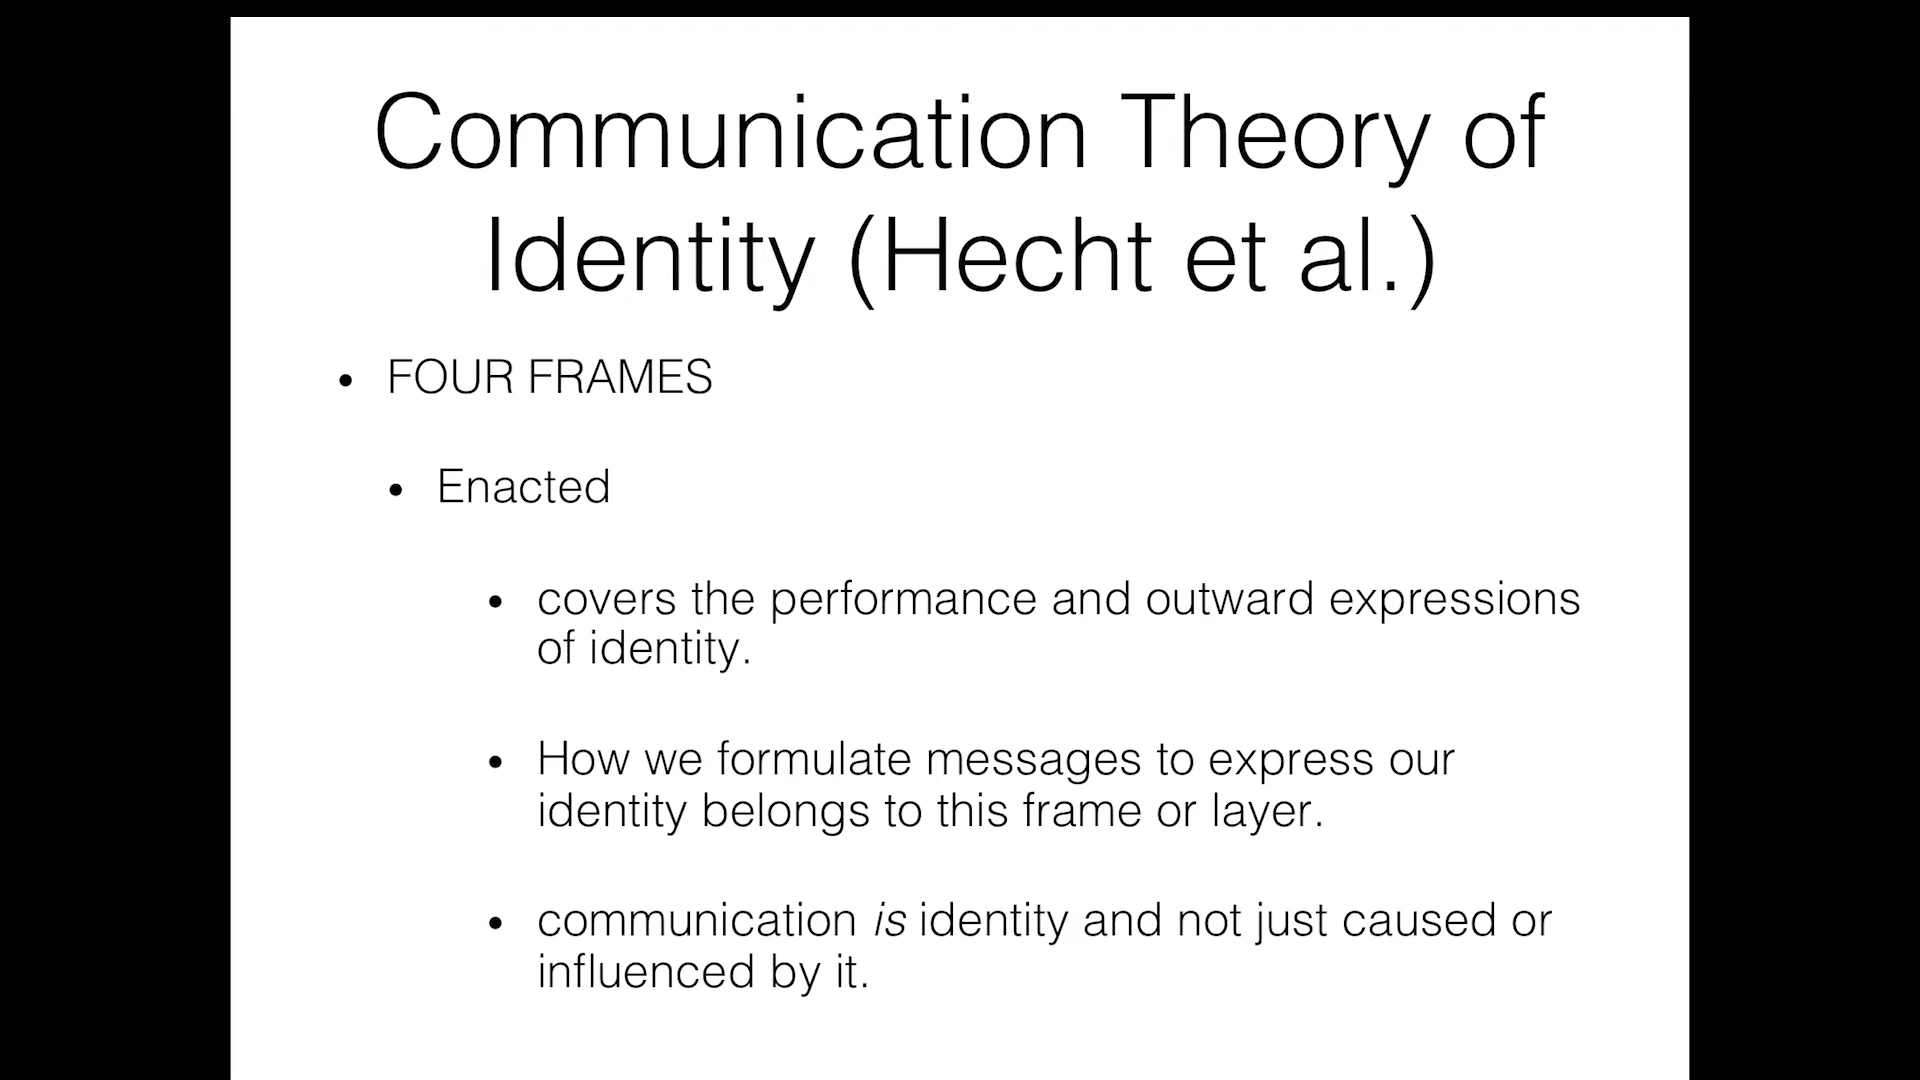 Communication Theory of
Identity (Hecht et al.)
• FOUR FRAMES
• Enacted
• covers the performance and outward expressions
of identity.
• How we formulate messages to express our
identity belongs to this frame or layer.
• communication is identity and not just caused or
influenced by it.